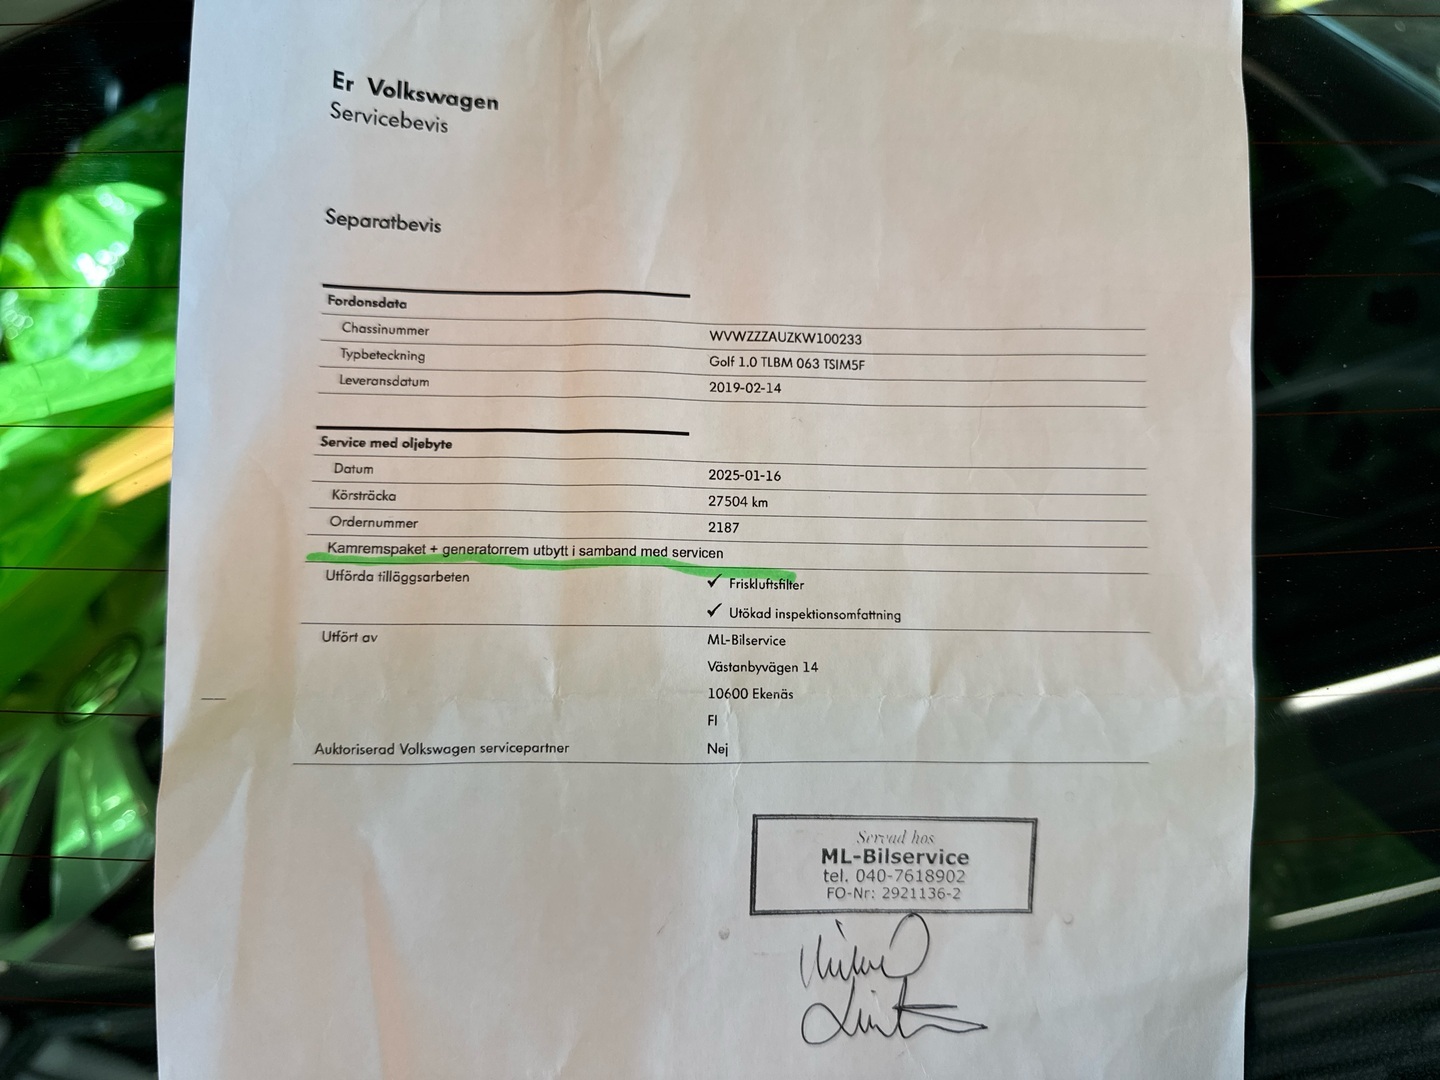 Er Volkswagen
Servicebevis
Separatbevis
Fordonsdata
Chassinummer WVWZZZAUZKW100233
Typbeteckning Golf 1.0 TLBM 063 TSIM5F
Leveransdatum 2019-02-14
Service med oljebyte
Datum 2025-01-16
Körsträcka 27504 km
Ordernummer 2187
Kamremspaket + generatorrem utbytt i samband med servicen
Utförda tilläggsarbeten ✓ Friskluftsfilter
✓ Utökad inspektionsomfattning
Utfört av ML-Bilservice
Västanbyvägen 14
10600 Ekenäs
FI
Auktoriserad Volkswagen servicepartner Nej
Servad hos
ML-Bilservice
tel. 040-7618902
FO-Nr: 2921136-2